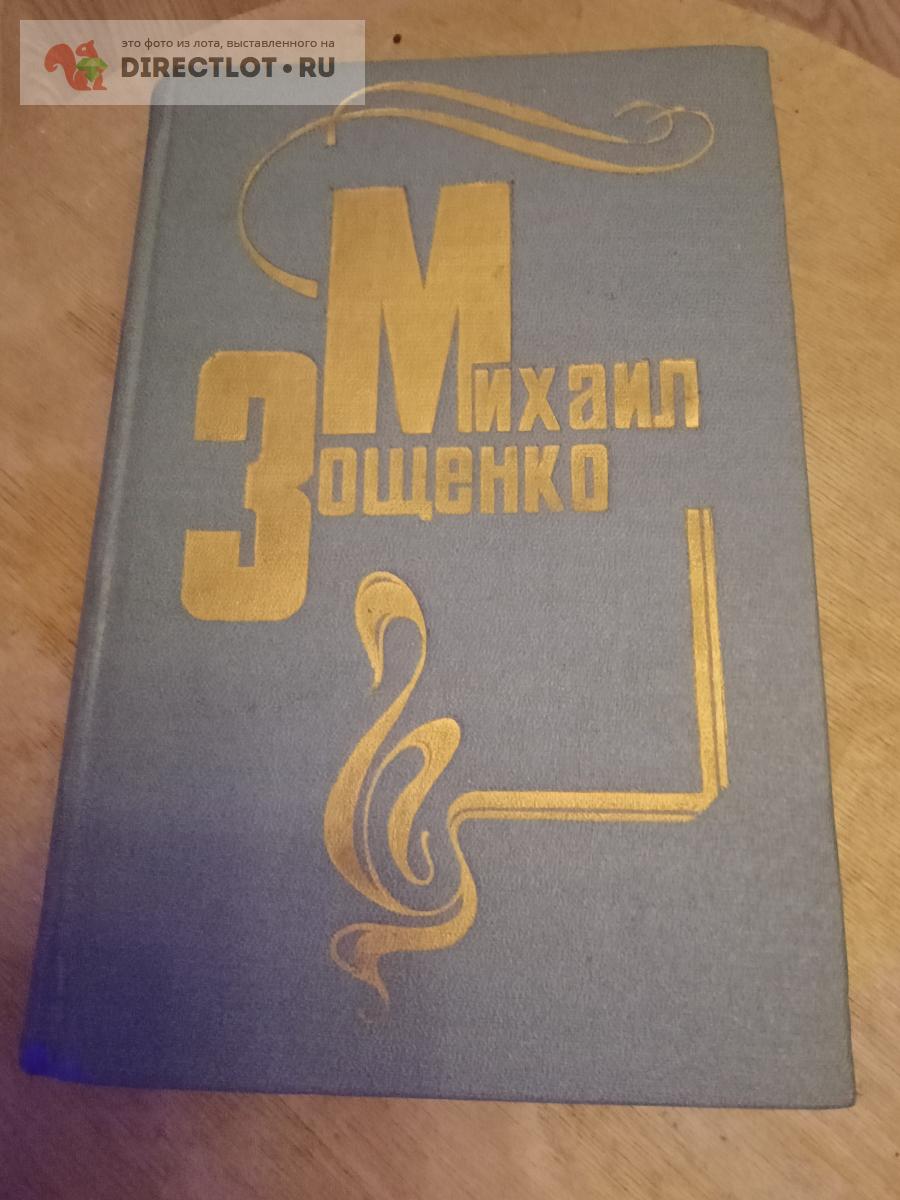 это фото из лота, выставленного на
DIRECTLOT•RU
Михаил
Зощенко